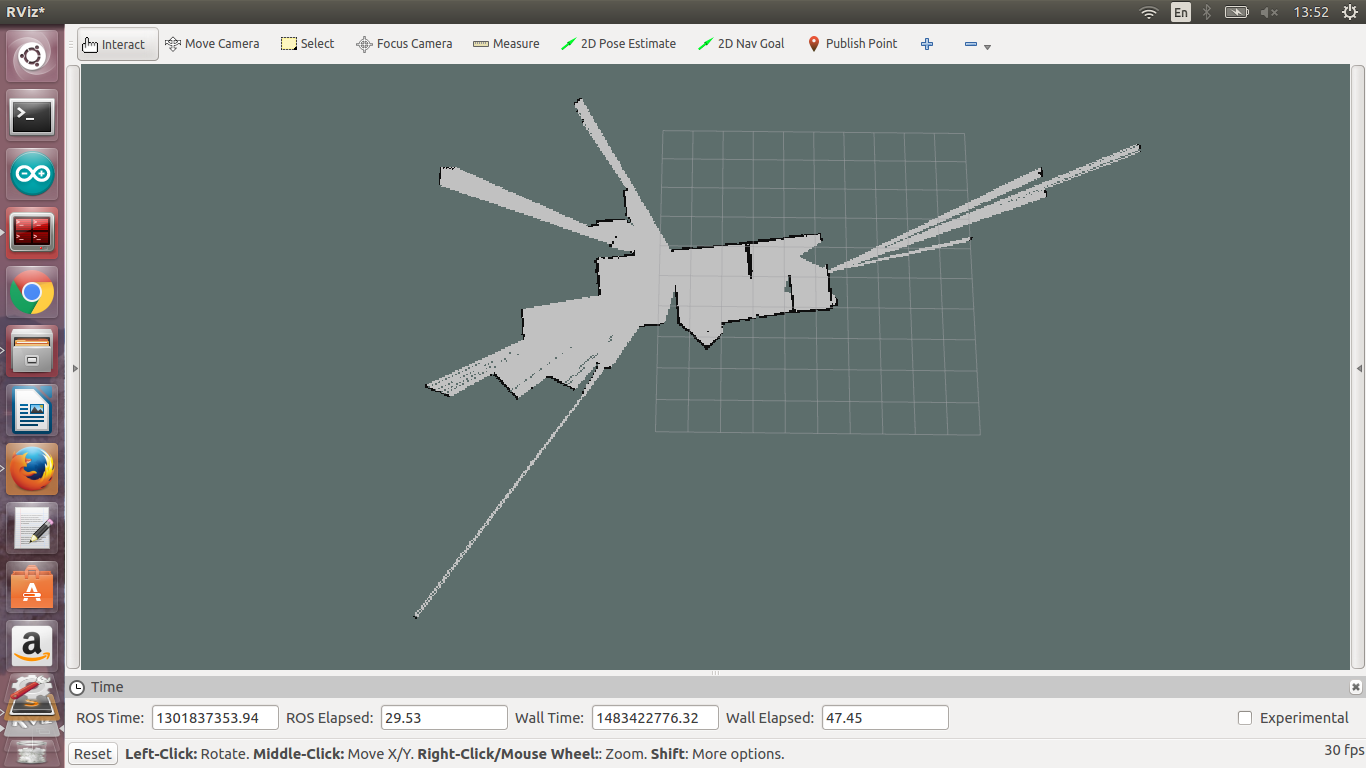 RViz*
En
13:52
Interact
Move Camera
Select
Focus Camera
Measure
2D Pose Estimate
2D Nav Goal
Publish Point
Time
ROS Time: 1301837353.94 ROS Elapsed: 29.53 Wall Time: 1483422776.32 Wall Elapsed: 47.45 Experimental
Reset Left-Click: Rotate. Middle-Click: Move X/Y. Right-Click/Mouse Wheel:: Zoom. Shift: More options. 30 fps